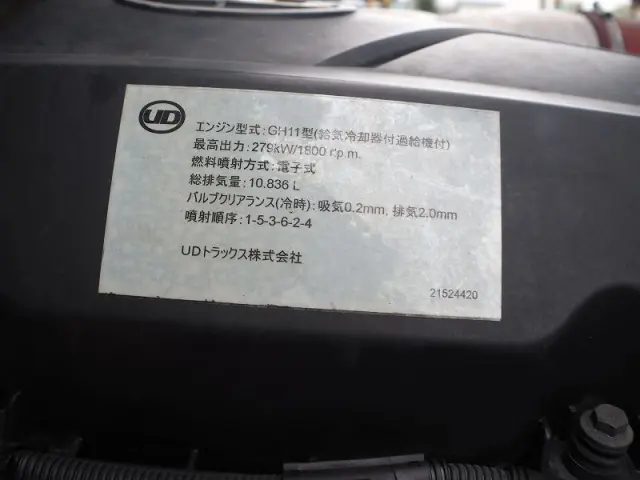 UD
エンジン型式：GH11型(給気冷却器付過給機付)
最高出力：279kW/1800 r.p.m.
燃料噴射方式：電子式
総排気量：10.836 L
バルブクリアランス(冷時)：吸気0.2mm, 排気2.0mm
噴射順序：1-5-3-6-2-4
UDトラックス株式会社
21524420